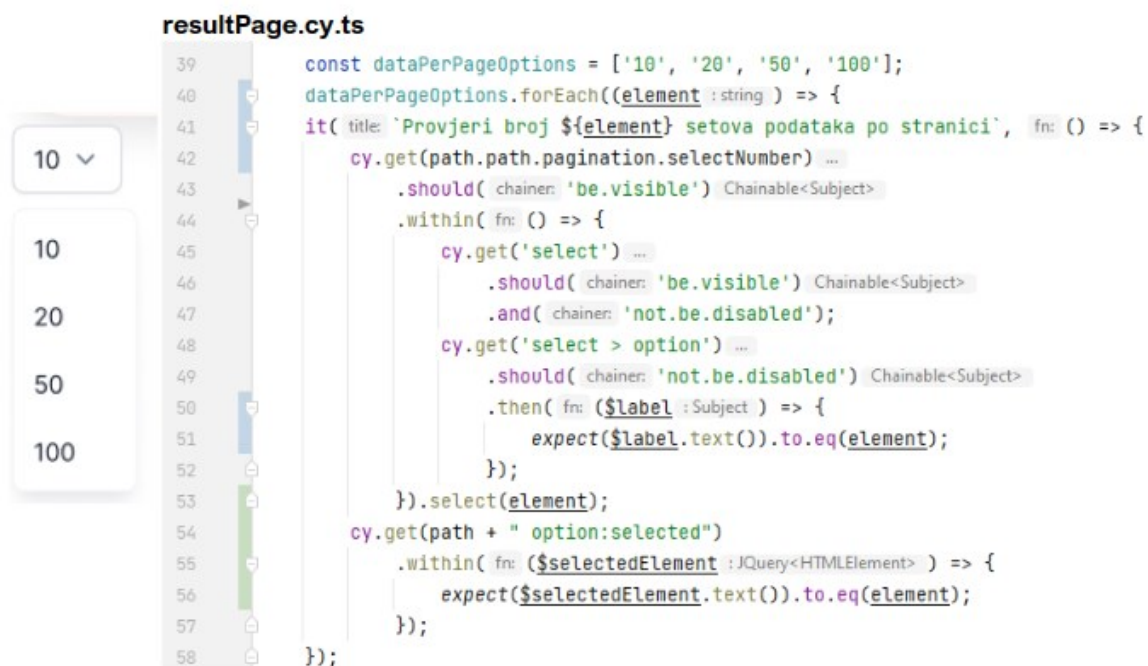 resultPage.cy.ts
10
10
20
50
100
39 const dataPerPageOptions = ['10', '20', '50', '100'];
40 dataPerPageOptions.forEach((element : string ) => {
41 it( title: `Provjeri broj ${element} setova podataka po stranici`, fn: () => {
42 cy.get(path.path.pagination.selectNumber) ...
43 .should( chainer: 'be.visible') Chainable<Subject>
44 .within( fn: () => {
45 cy.get('select') ...
46 .should( chainer: 'be.visible') Chainable<Subject>
47 .and( chainer: 'not.be.disabled');
48 cy.get('select > option') ...
49 .should( chainer: 'not.be.disabled') Chainable<Subject>
50 .then( fn: ($label : Subject ) => {
51 expect($label.text()).to.eq(element);
52 });
53 }).select(element);
54 cy.get(path + " option:selected")
55 .within( fn: ($selectedElement : JQuery<HTMLElement> ) => {
56 expect($selectedElement.text()).to.eq(element);
57 });
58 });